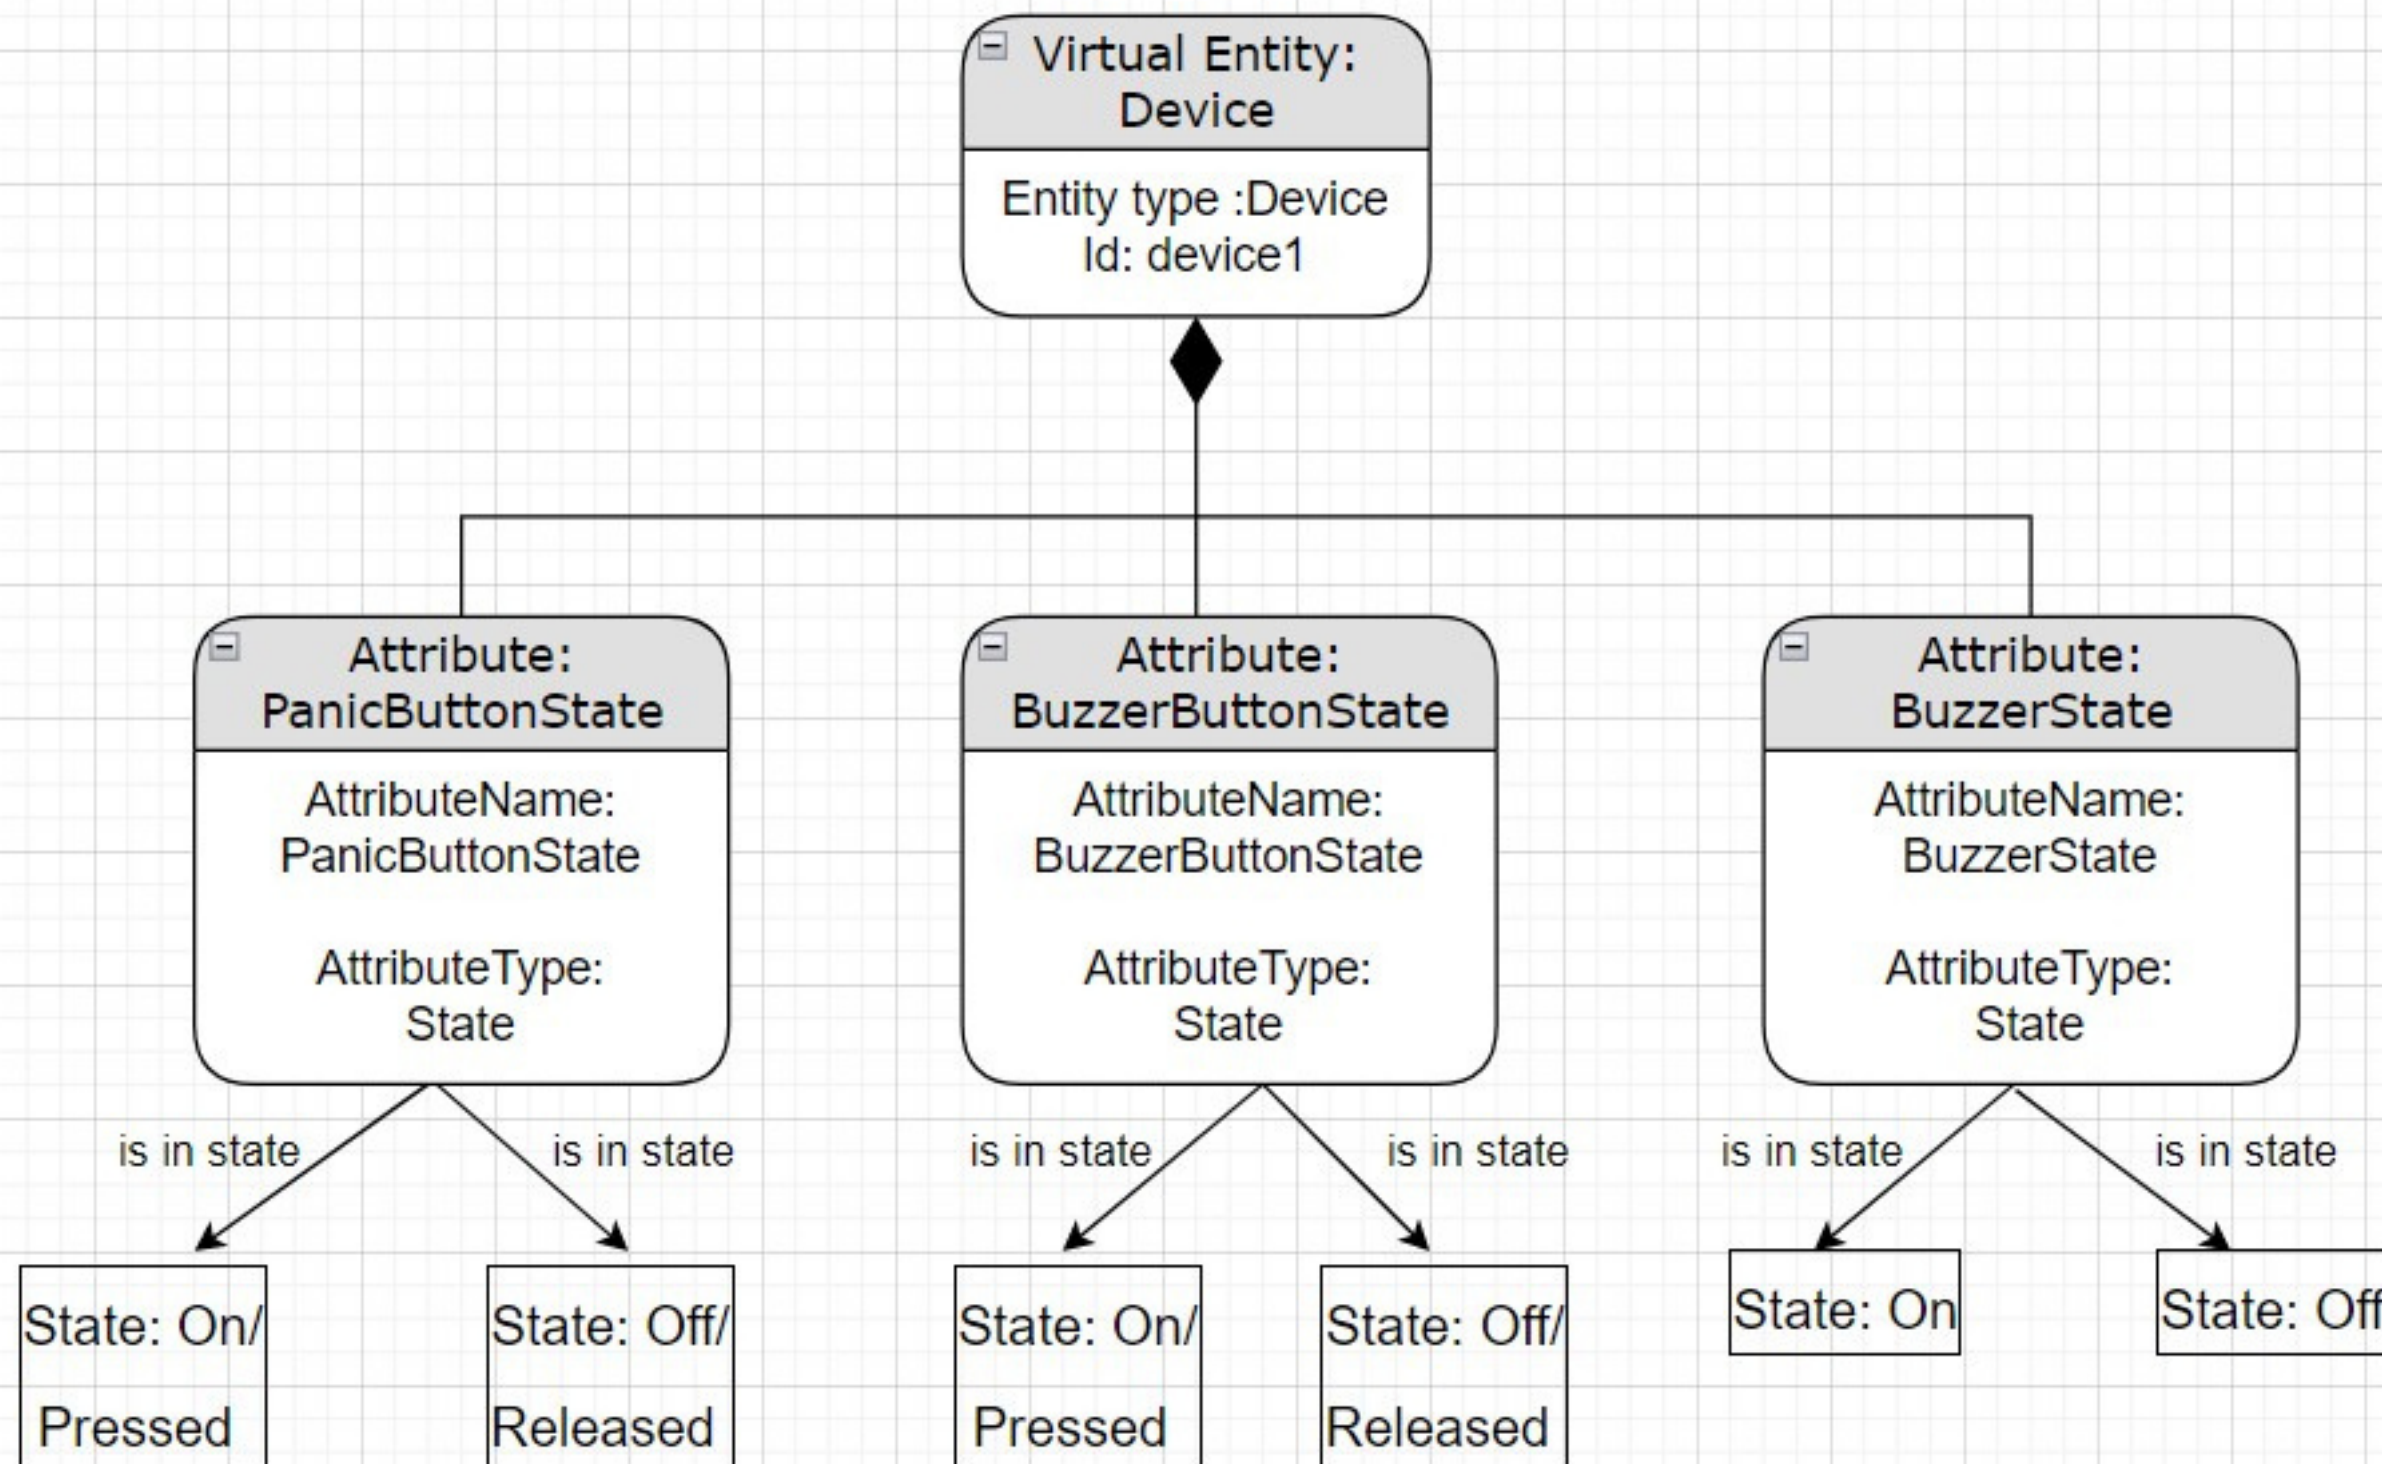 Virtual Entity:
Device
Entity type :Device
Id: device1
Attribute:
PanicButtonState
AttributeName:
PanicButtonState
AttributeType:
State
Attribute:
BuzzerButtonState
AttributeName:
BuzzerButtonState
AttributeType:
State
Attribute:
BuzzerState
AttributeName:
BuzzerState
AttributeType:
State
is in state
is in state
is in state
is in state
is in state
is in state
State: On/
Pressed
State: Off/
Released
State: On/
Pressed
State: Off/
Released
State: On
State: Off